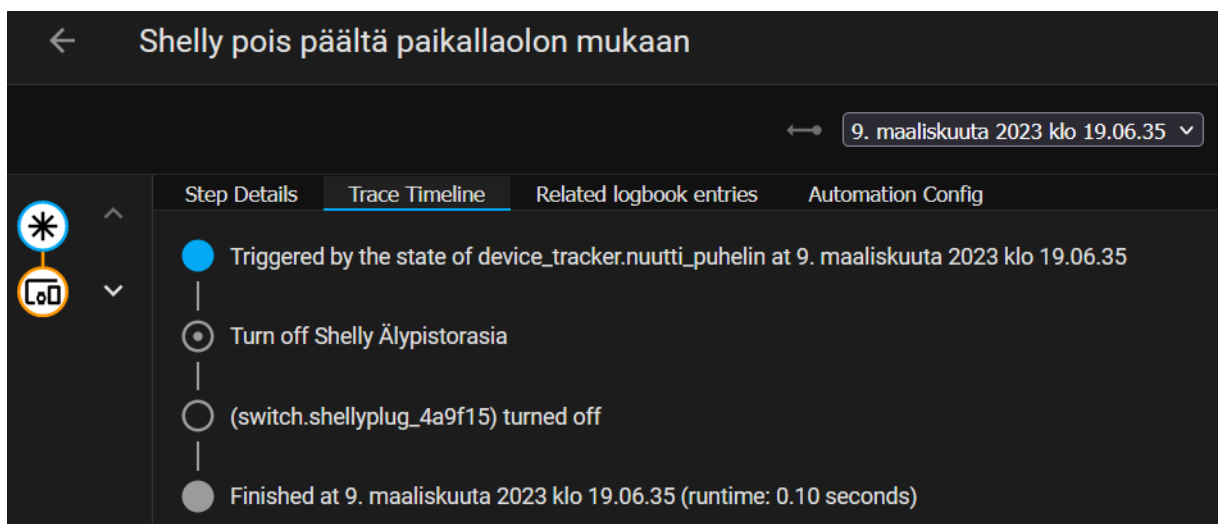 Shelly pois päältä paikallaolon mukaan
9. maaliskuuta 2023 klo 19.06.35
Step Details Trace Timeline Related logbook entries Automation Config
Triggered by the state of device_tracker.nuutti_puhelin at 9. maaliskuuta 2023 klo 19.06.35
Turn off Shelly Älypistorasia
(switch.shellyplug_4a9f15) turned off
Finished at 9. maaliskuuta 2023 klo 19.06.35 (runtime: 0.10 seconds)